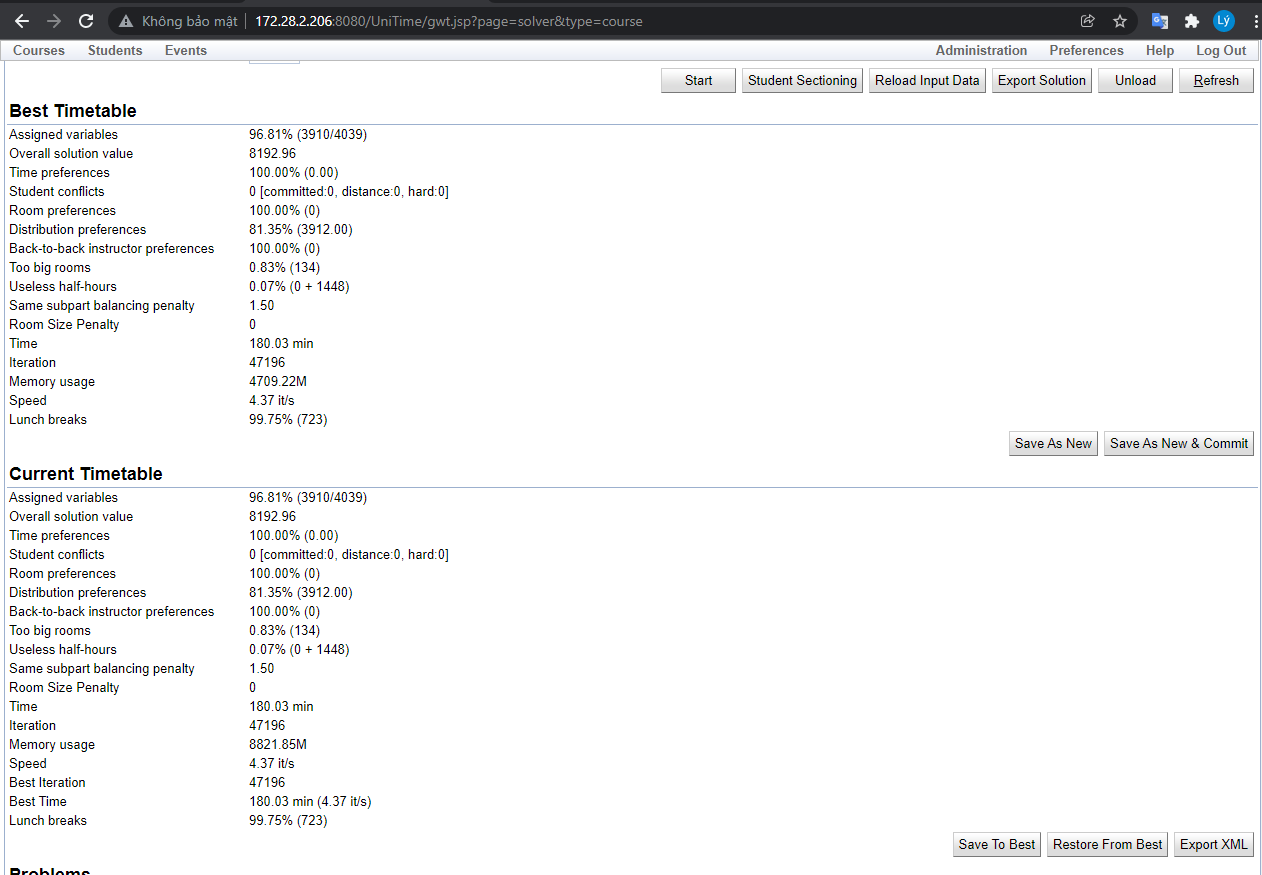 Không bảo mật 172.28.2.206:8080/UniTime/gwt.jsp?page=solver&type=course Lý
Courses Students Events Administration Preferences Help Log Out
Start Student Sectioning Reload Input Data Export Solution Unload Refresh
Best Timetable
Assigned variables 96.81% (3910/4039)
Overall solution value 8192.96
Time preferences 100.00% (0.00)
Student conflicts 0 [committed:0, distance:0, hard:0]
Room preferences 100.00% (0)
Distribution preferences 81.35% (3912.00)
Back-to-back instructor preferences 100.00% (0)
Too big rooms 0.83% (134)
Useless half-hours 0.07% (0 + 1448)
Same subpart balancing penalty 1.50
Room Size Penalty 0
Time 180.03 min
Iteration 47196
Memory usage 4709.22M
Speed 4.37 it/s
Lunch breaks 99.75% (723)
Save As New Save As New & Commit
Current Timetable
Assigned variables 96.81% (3910/4039)
Overall solution value 8192.96
Time preferences 100.00% (0.00)
Student conflicts 0 [committed:0, distance:0, hard:0]
Room preferences 100.00% (0)
Distribution preferences 81.35% (3912.00)
Back-to-back instructor preferences 100.00% (0)
Too big rooms 0.83% (134)
Useless half-hours 0.07% (0 + 1448)
Same subpart balancing penalty 1.50
Room Size Penalty 0
Time 180.03 min
Iteration 47196
Memory usage 8821.85M
Speed 4.37 it/s
Best Iteration 47196
Best Time 180.03 min (4.37 it/s)
Lunch breaks 99.75% (723)
Save To Best Restore From Best Export XML
Problems